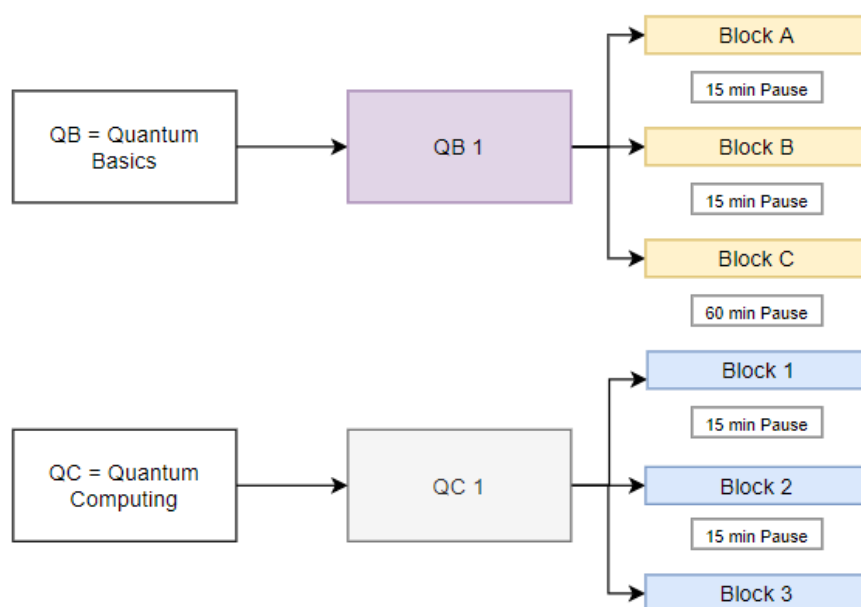 Block A
15 min Pause
QB = Quantum
Basics
QB 1
Block B
15 min Pause
Block C
60 min Pause
Block 1
15 min Pause
QC = Quantum
Computing
QC 1
Block 2
15 min Pause
Block 3